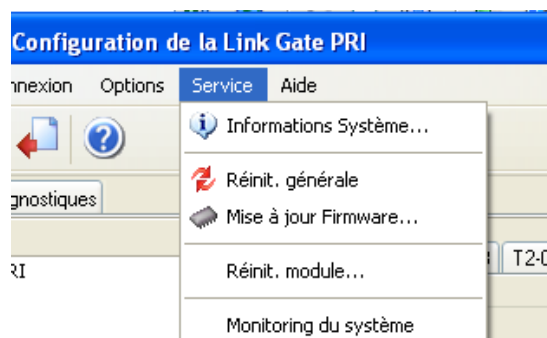 Configuration de la Link Gate PRI
nnexion Options Service Aide
Informations Système...
Réinit. générale
gnostiques
Mise à jour Firmware...
T2-0
RI
Réinit. module...
Monitoring du système